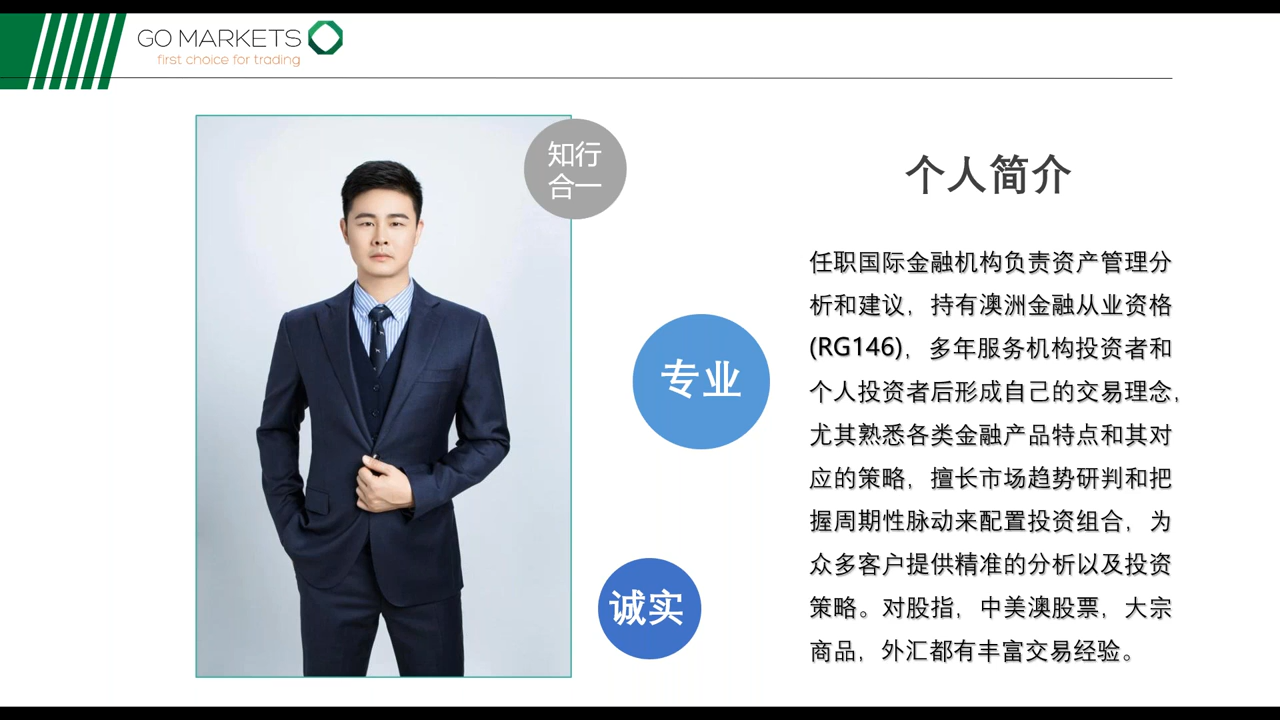 GO MARKETS
first choice for trading
知行
合一
专业
诚实
个人简介
任职国际金融机构负责资产管理分
析和建议，持有澳洲金融从业资格
(RG146)，多年服务机构投资者和
个人投资者后形成自己的交易理念，
尤其熟悉各类金融产品特点和其对
应的策略，擅长市场趋势研判和把
握周期性脉动来配置投资组合，为
众多客户提供精准的分析以及投资
策略。对股指，中美澳股票，大宗
商品，外汇都有丰富交易经验。